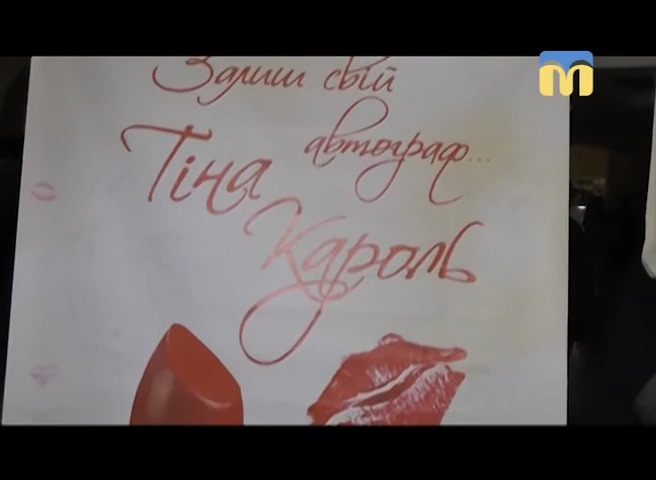 Залиш свій
автограф...
Тіна
Кароль
М